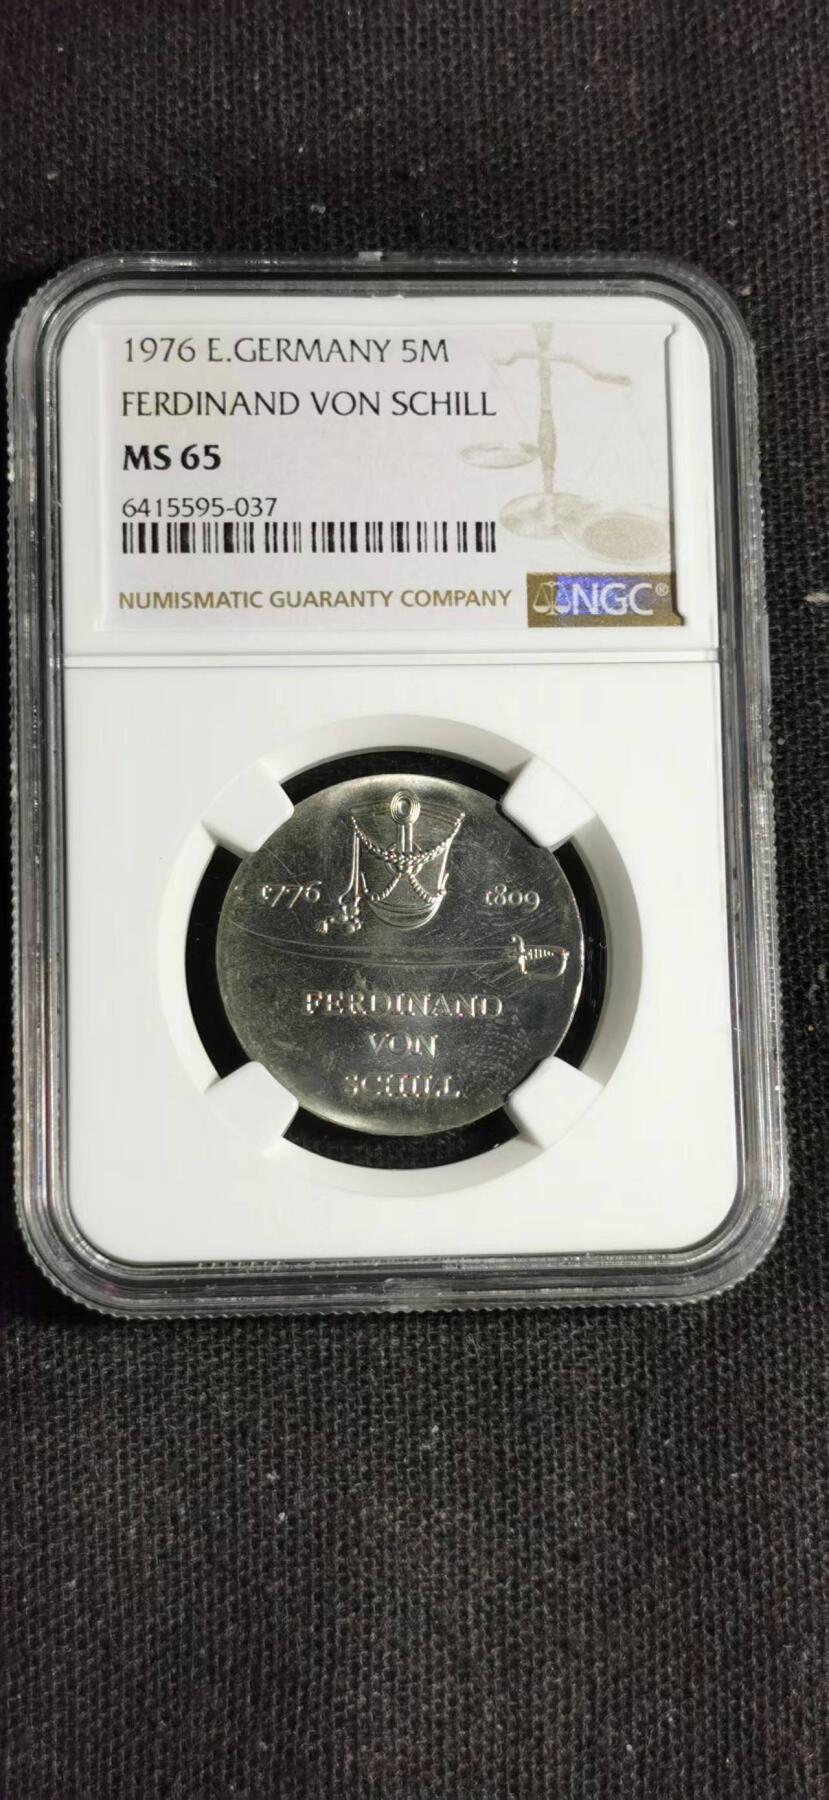 1976 E.GERMANY 5M
FERDINAND VON SCHILL
MS 65
6415595-037
NUMISMATIC GUARANTY COMPANY NGC®
1776 1809
FERDINAND
VON
SCHILL